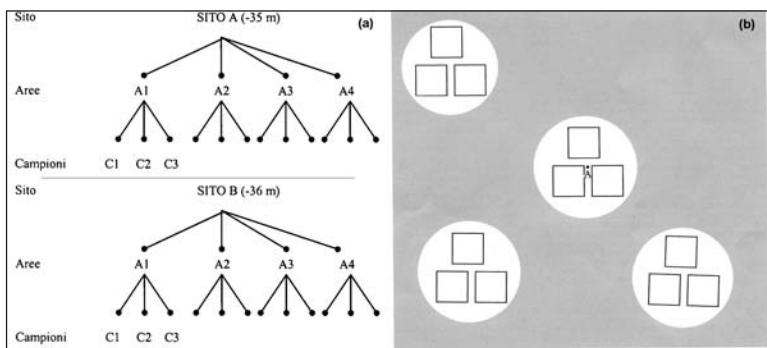 Sito SITO A (-35 m) (a)
Aree A1 A2 A3 A4
Campioni C1 C2 C3
Sito SITO B (-36 m)
Aree A1 A2 A3 A4
Campioni C1 C2 C3
(b)
A